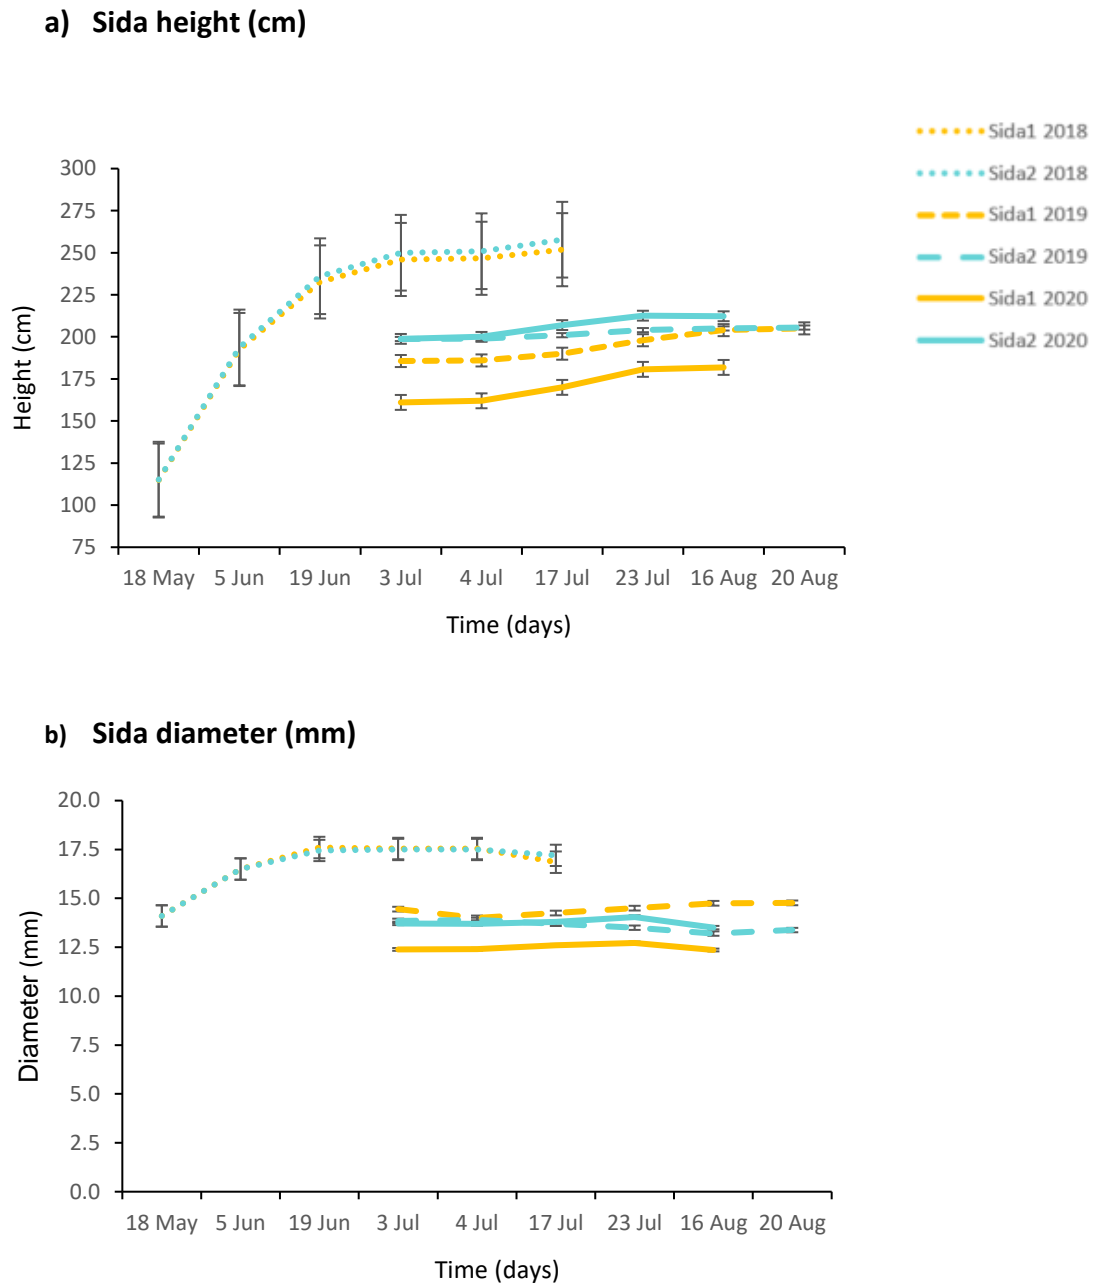 a) Sida height (cm)
Sida1 2018
Sida2 2018
Sida1 2019
Sida2 2019
Sida1 2020
Sida2 2020
300
275
250
225
200
175
150
125
100
75
Height (cm)
18 May 5 Jun 19 Jun 3 Jul 4 Jul 17 Jul 23 Jul 16 Aug 20 Aug
Time (days)
b) Sida diameter (mm)
20.0
17.5
15.0
12.5
10.0
7.5
5.0
2.5
0.0
Diameter (mm)
18 May 5 Jun 19 Jun 3 Jul 4 Jul 17 Jul 23 Jul 16 Aug 20 Aug
Time (days)